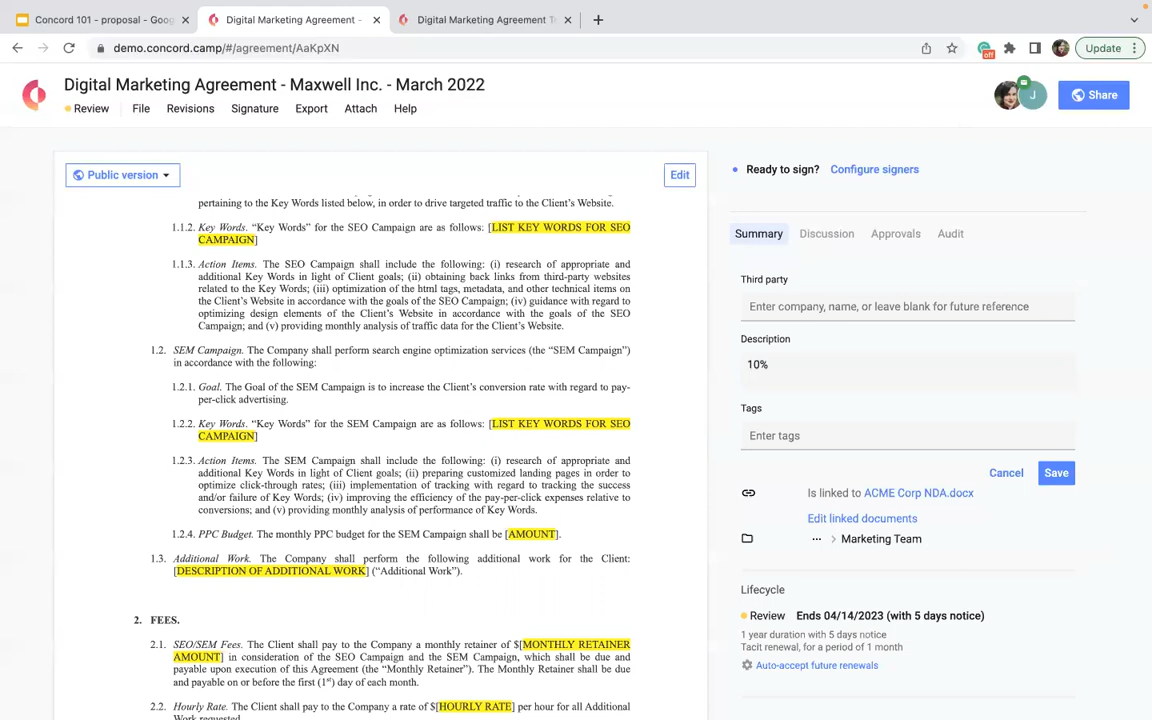 Concord 101 - proposal - Goog
Digital Marketing Agreement -
Digital Marketing Agreement T
demo.concord.camp/#/agreement/AaKpXN
off
Update
Digital Marketing Agreement - Maxwell Inc. - March 2022
Review File Revisions Signature Export Attach Help
J
Share
Public version
Edit
pertaining to the Key Words listed below, in order to drive targeted traffic to the Client's Website.
1.1.2. Key Words. “Key Words” for the SEO Campaign are as follows: [LIST KEY WORDS FOR SEO
CAMPAIGN]
1.1.3. Action Items. The SEO Campaign shall include the following: (i) research of appropriate and
additional Key Words in light of Client goals; (ii) obtaining back links from third-party websites
related to the Key Words; (iii) optimization of the html tags, metadata, and other technical items on
the Client's Website in accordance with the goals of the SEO Campaign; (iv) guidance with regard to
optimizing design elements of the Client's Website in accordance with the goals of the SEO
Campaign; and (v) providing monthly analysis of traffic data for the Client's Website.
1.2. SEM Campaign. The Company shall perform search engine optimization services (the “SEM Campaign”)
in accordance with the following:
1.2.1. Goal. The Goal of the SEM Campaign is to increase the Client's conversion rate with regard to pay-
per-click advertising.
1.2.2. Key Words. “Key Words” for the SEM Campaign are as follows: [LIST KEY WORDS FOR SEO
CAMPAIGN]
1.2.3. Action Items. The SEM Campaign shall include the following: (i) research of appropriate and
additional Key Words in light of Client goals; (ii) preparing customized landing pages in order to
optimize click-through rates; (iii) implementation of tracking with regard to tracking the success
and/or failure of Key Words; (iv) improving the efficiency of the pay-per-click expenses relative to
conversions; and (v) providing monthly analysis of performance of Key Words.
1.2.4. PPC Budget. The monthly PPC budget for the SEM Campaign shall be [AMOUNT].
1.3. Additional Work. The Company shall perform the following additional work for the Client:
[DESCRIPTION OF ADDITIONAL WORK] (“Additional Work”).
2. FEES.
2.1. SEO/SEM Fees. The Client shall pay to the Company a monthly retainer of $[MONTHLY RETAINER
AMOUNT] in consideration of the SEO Campaign and the SEM Campaign, which shall be due and
payable upon execution of this Agreement (the “Monthly Retainer”). The Monthly Retainer shall be due
and payable on or before the first (1st) day of each month.
2.2. Hourly Rate. The Client shall pay to the Company a rate of $[HOURLY RATE] per hour for all Additional
Work requested.
Ready to sign? Configure signers
Summary Discussion Approvals Audit
Third party
Enter company, name, or leave blank for future reference
Description
10%
Tags
Enter tags
Cancel Save
Is linked to ACME Corp NDA.docx
Edit linked documents
... > Marketing Team
Lifecycle
Review Ends 04/14/2023 (with 5 days notice)
1 year duration with 5 days notice
Tacit renewal, for a period of 1 month
Auto-accept future renewals